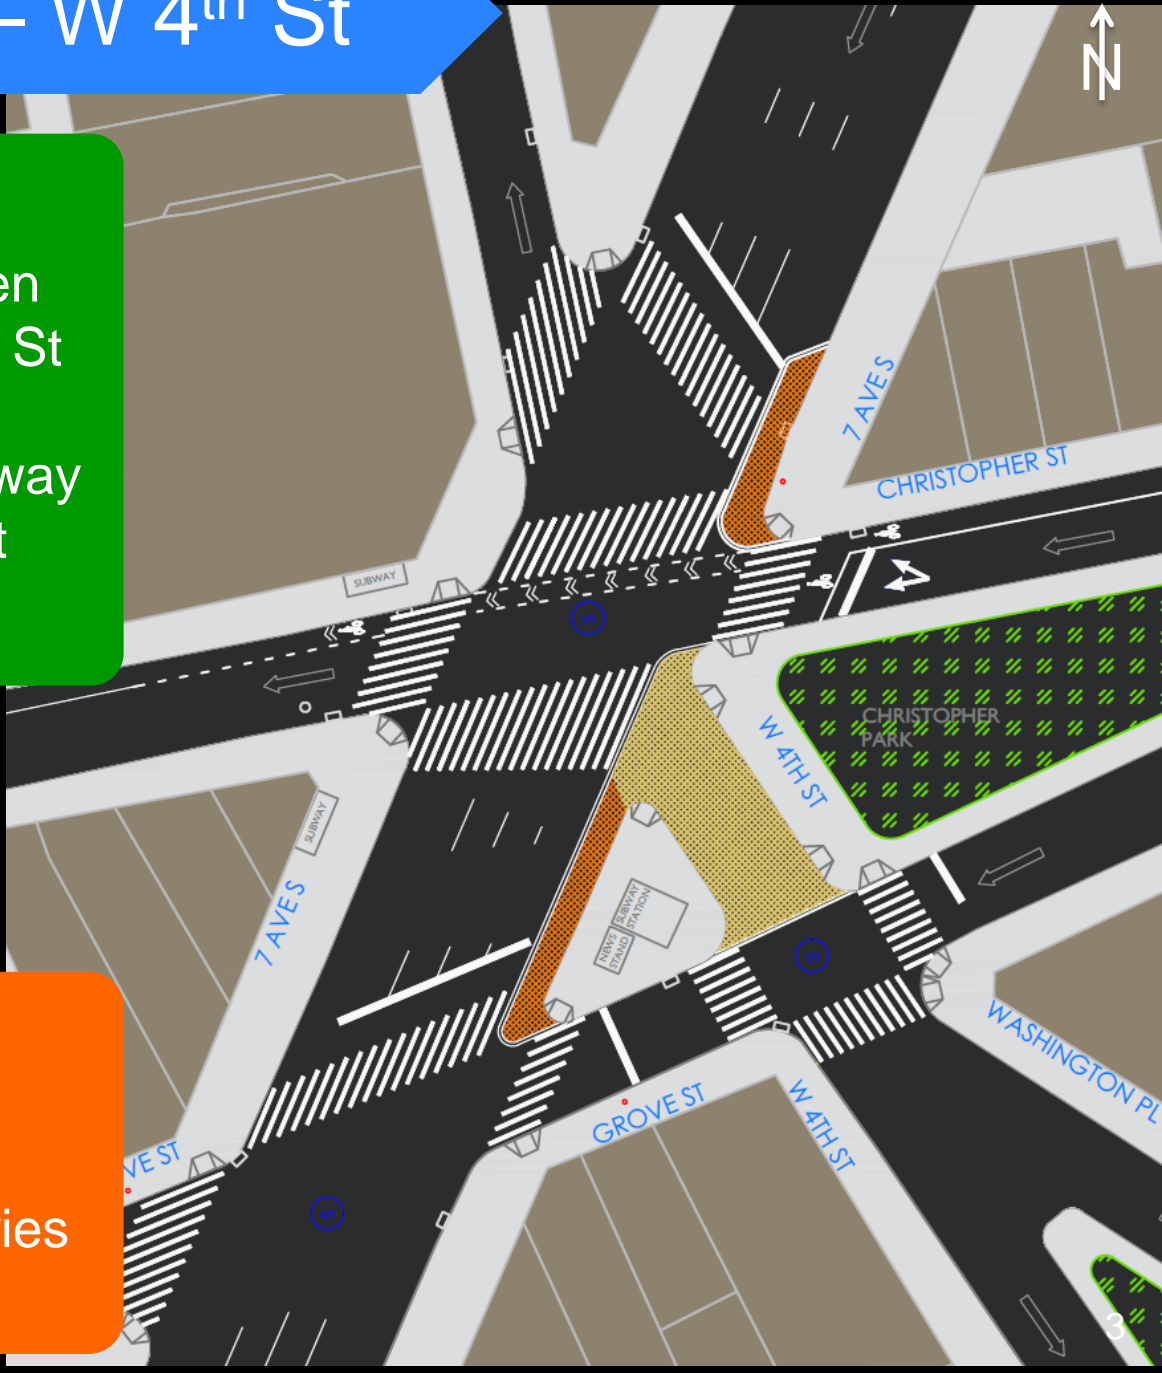 – W 4th St
N
en
St
way
t
7 AVE S
CHRISTOPHER ST
SUBWAY
CHRISTOPHER
PARK
W 4TH ST
SUBWAY
SUBWAY
STATION
NEWS
STAND
7 AVE S
WASHINGTON PL
GROVE ST
W 4TH ST
VE ST
ies
S
S
S
3